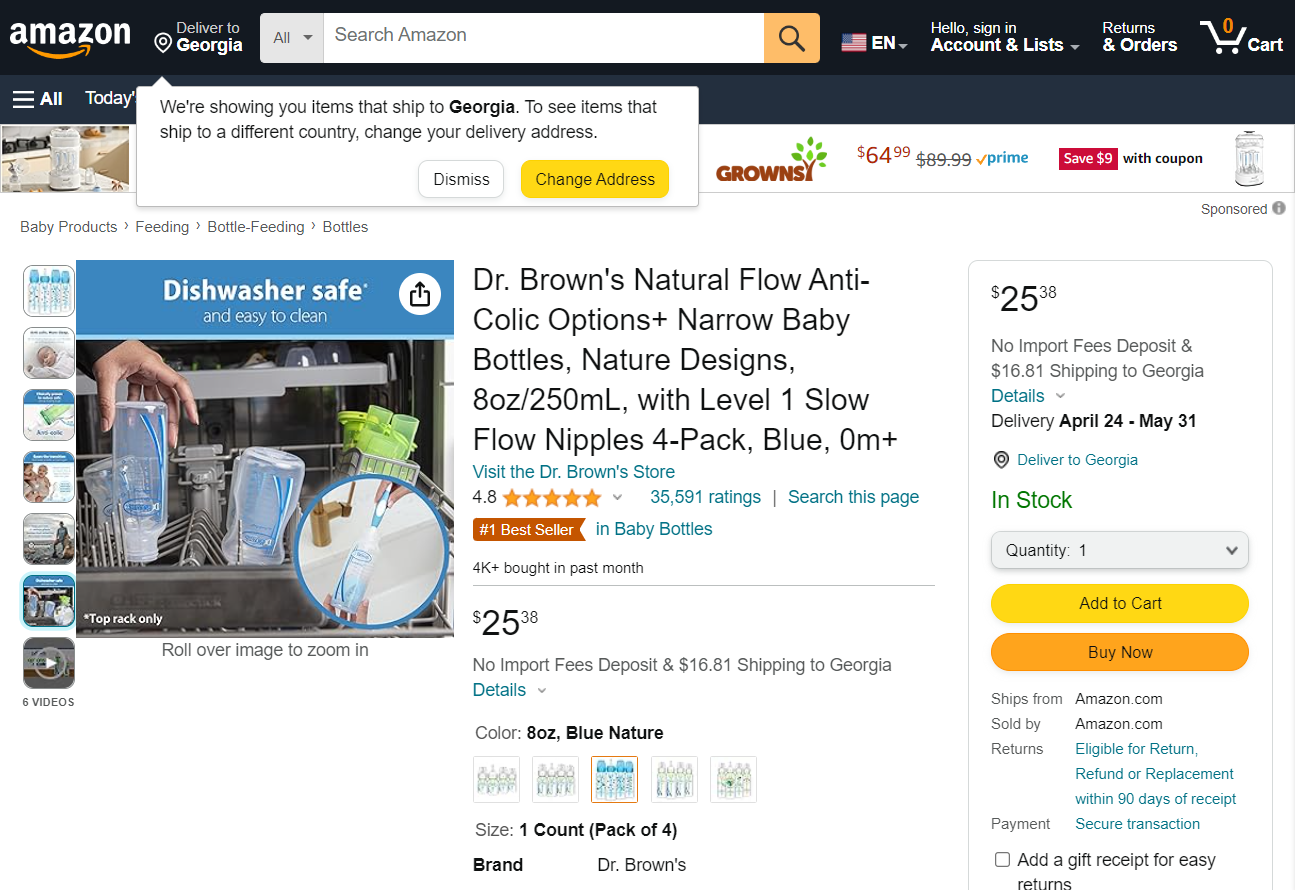 amazon
Deliver to
Georgia
All
Search Amazon
EN
Hello, sign in
Account & Lists
Returns
& Orders
0
Cart
All
Today'
We're showing you items that ship to Georgia. To see items that
ship to a different country, change your delivery address.
Dismiss
Change Address
GROWNSY
$64 99
$89.99
prime
Save $9
with coupon
Sponsored
Baby Products › Feeding › Bottle-Feeding › Bottles
Dishwasher safe*
and easy to clean
*Top rack only
Roll over image to zoom in
6 VIDEOS
Dr. Brown's Natural Flow Anti-
Colic Options+ Narrow Baby
Bottles, Nature Designs,
8oz/250mL, with Level 1 Slow
Flow Nipples 4-Pack, Blue, 0m+
Visit the Dr. Brown's Store
4.8
35,591 ratings | Search this page
#1 Best Seller
in Baby Bottles
4K+ bought in past month
$25 38
No Import Fees Deposit & $16.81 Shipping to Georgia
Details
Color: 8oz, Blue Nature
Size: 1 Count (Pack of 4)
Brand Dr. Brown's
$25 38
No Import Fees Deposit &
$16.81 Shipping to Georgia
Details
Delivery April 24 - May 31
Deliver to Georgia
In Stock
Quantity: 1
Add to Cart
Buy Now
Ships from Amazon.com
Sold by Amazon.com
Returns Eligible for Return,
Refund or Replacement
within 90 days of receipt
Payment Secure transaction
Add a gift receipt for easy
returns